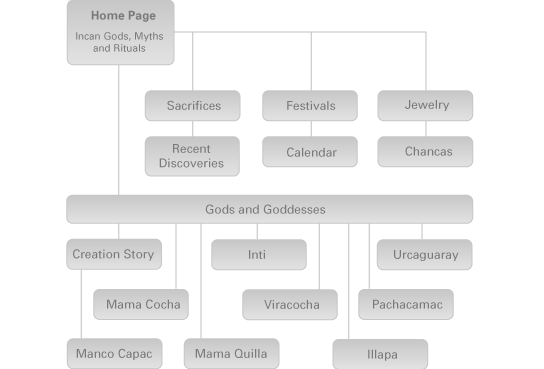 Home Page
Incan Gods, Myths
and Rituals
Sacrifices
Festivals
Jewelry
Recent
Discoveries
Calendar
Chancas
Gods and Goddesses
Creation Story
Inti
Urcaguaray
Mama Cocha
Viracocha
Pachacamac
Manco Capac
Mama Quilla
Illapa